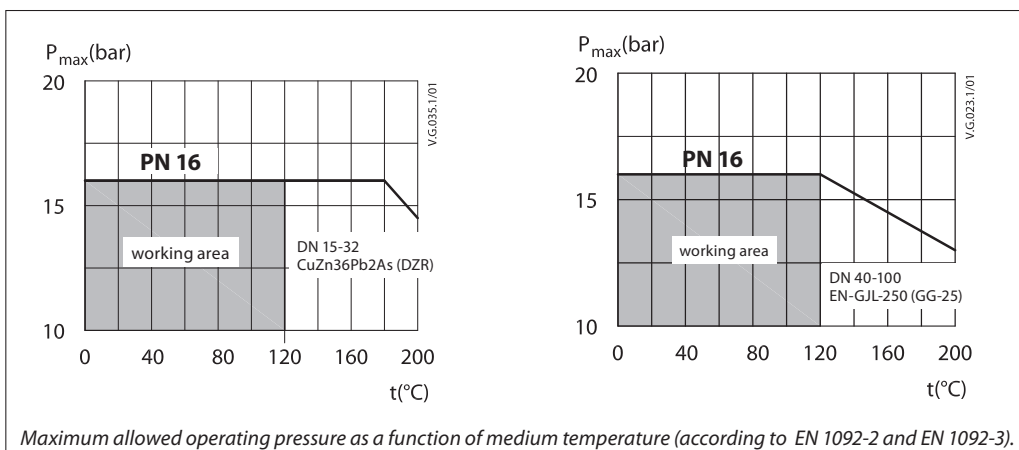 Pmax(bar)
20
15
10
PN 16
working area
DN 15-32
CuZn36Pb2As (DZR)
V.G.035.1/01
0 40 80 120 160 200
t(°C)
Pmax(bar)
20
15
10
PN 16
working area
DN 40-100
EN-GJL-250 (GG-25)
V.G.023.1/01
0 40 80 120 160 200
t(°C)
Maximum allowed operating pressure as a function of medium temperature (according to EN 1092-2 and EN 1092-3).